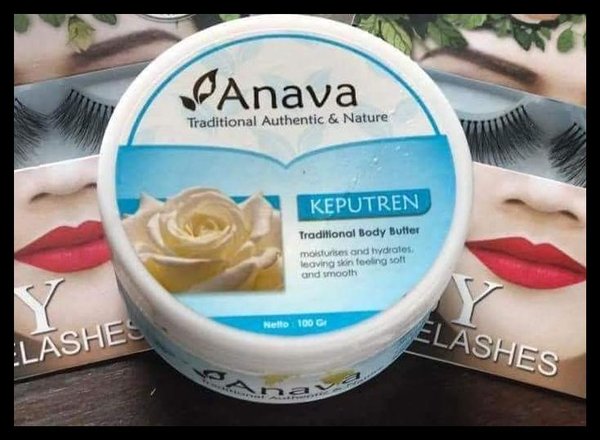 Anava
Traditional Authentic & Nature
KEPUTREN
Traditional Body Butter
moisturises and hydrates,
leaving skin feeling soft
and smooth
Netto : 100 Gr
Anava
Traditional Authentic & Nature
Y
ELASHES
Y
ELASHES